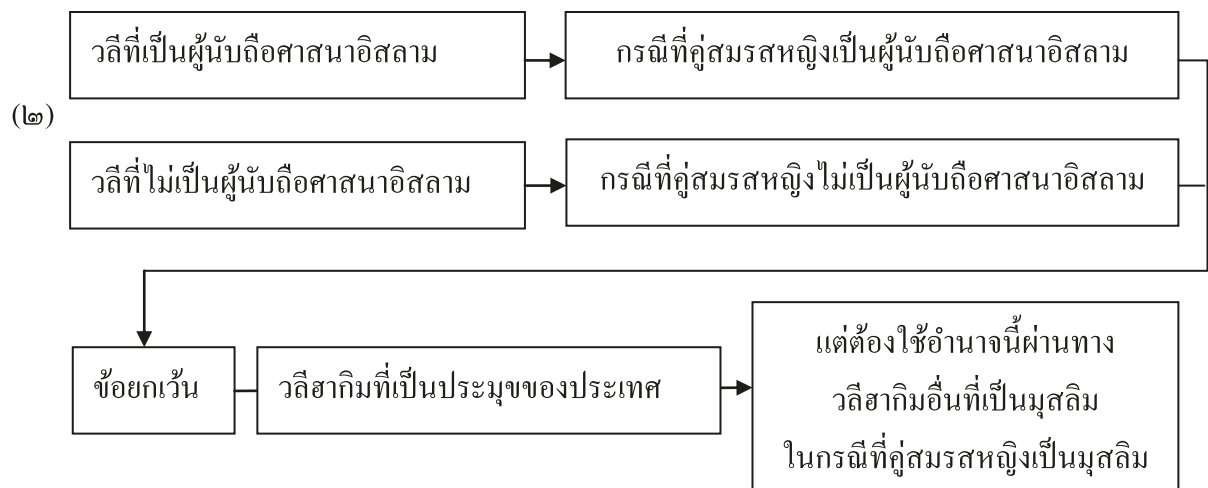 วลีที่เป็นผู้นับถือศาสนาอิสลาม
กรณีที่คู่สมรสหญิงเป็นผู้นับถือศาสนาอิสลาม
(๒)
วลีที่ไม่เป็นผู้นับถือศาสนาอิสลาม
กรณีที่คู่สมรสหญิงไม่เป็นผู้นับถือศาสนาอิสลาม
ข้อยกเว้น
วลีฮากิมที่เป็นประมุขของประเทศ
แต่ต้องใช้อำนาจนี้ผ่านทาง
วลีฮากิมอื่นที่เป็นมุสลิม
ในกรณีที่คู่สมรสหญิงเป็นมุสลิม